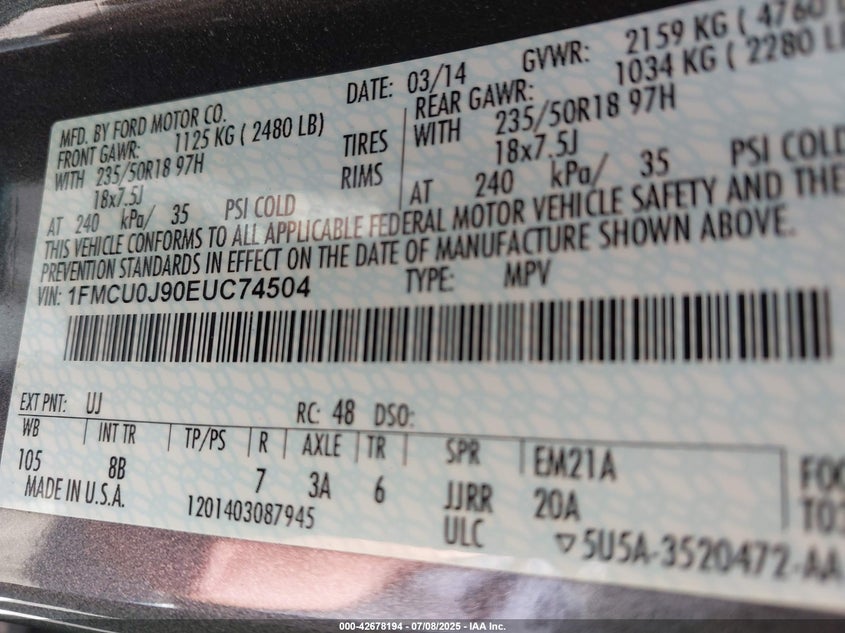 MFD. BY FORD MOTOR CO. DATE: 03/14 GVWR: 2159 KG ( 4760
FRONT GAWR: 1125 KG ( 2480 LB) REAR GAWR: 1034 KG ( 2280
WITH 235/50R18 97H TIRES WITH 235/50R18 97H
18x7.5J RIMS 18x7.5J
AT 240 kPa/ 35 PSI COLD AT 240 kPa/ 35 PSI COLD
THIS VEHICLE CONFORMS TO ALL APPLICABLE FEDERAL MOTOR VEHICLE SAFETY AND THE
PREVENTION STANDARDS IN EFFECT ON THE DATE OF MANUFACTURE SHOWN ABOVE.
VIN: 1FMCU0J90EUC74504 TYPE: MPV
EXT PNT: UJ RC: 48 DSO:
WB INT TR TP/PS R AXLE TR SPR EM21A
105 8B 7 3A 6 JJRR 20A
MADE IN U.S.A. 1201403087945 ULC ▽5U5A-3520472-AA
000-42678194 - 07/08/2025 - IAA Inc.